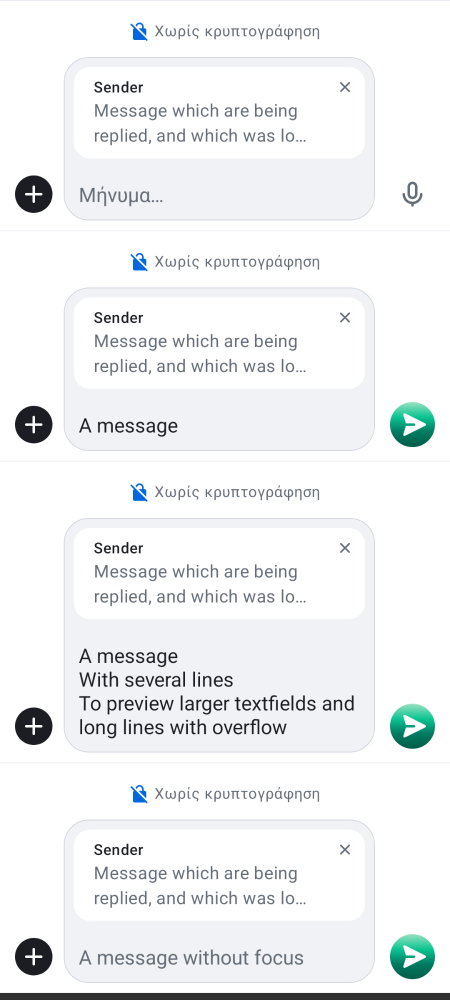 Χωρίς κρυπτογράφηση
Sender
Message which are being
replied, and which was lo…
Μήνυμα…
Χωρίς κρυπτογράφηση
Sender
Message which are being
replied, and which was lo…
A message
Χωρίς κρυπτογράφηση
Sender
Message which are being
replied, and which was lo…
A message
With several lines
To preview larger textfields and
long lines with overflow
Χωρίς κρυπτογράφηση
Sender
Message which are being
replied, and which was lo…
A message without focus